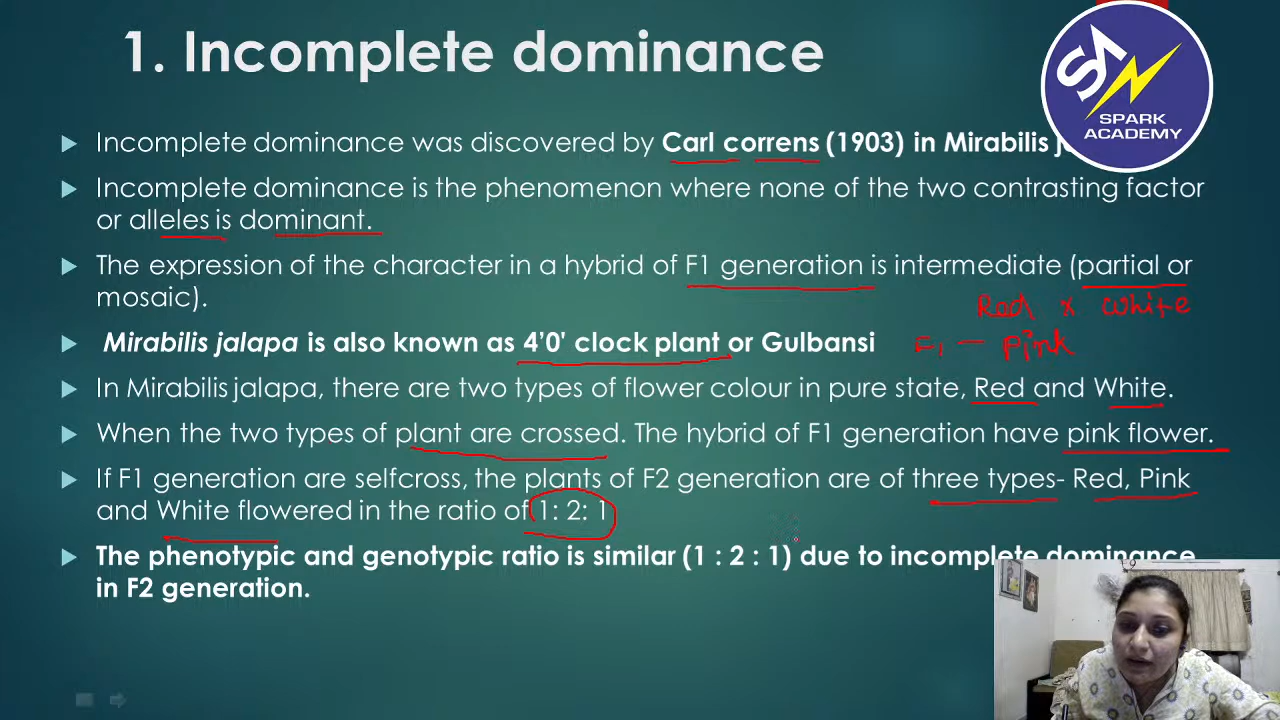 1. Incomplete dominance
SPARK
ACADEMY
Incomplete dominance was discovered by Carl correns (1903) in Mirabilis
Incomplete dominance is the phenomenon where none of the two contrasting factor
or alleles is dominant.
The expression of the character in a hybrid of F1 generation is intermediate (partial or
mosaic).
Red x White
Mirabilis jalapa is also known as 4'0' clock plant or Gulbansi
F1 — Pink
In Mirabilis jalapa, there are two types of flower colour in pure state, Red and White.
When the two types of plant are crossed. The hybrid of F1 generation have pink flower.
If F1 generation are selfcross, the plants of F2 generation are of three types- Red, Pink
and White flowered in the ratio of 1: 2: 1
The phenotypic and genotypic ratio is similar (1 : 2 : 1) due to incomplete dominance
in F2 generation.